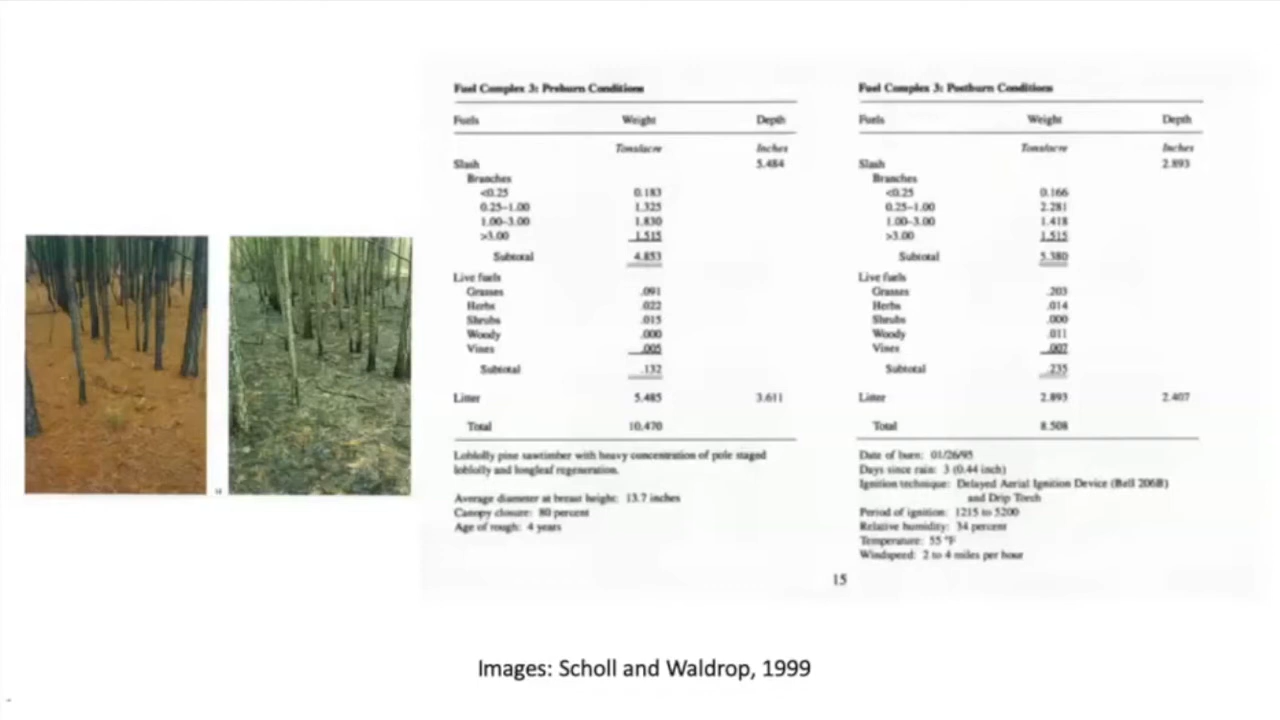 Fuel Complex 3: Preburn Conditions
Fuels Weight Depth
Tons/acre Inches
Slash 5.484
Branches
<0.25 0.183
0.25–1.00 1.325
1.00–3.00 1.830
>3.00 1.515
Subtotal 4.853
Live fuels
Grasses .091
Herbs .022
Shrubs .015
Woody .000
Vines .005
Subtotal .132
Litter 5.485 3.611
Total 10.470
Loblolly pine sawtimber with heavy concentration of pole staged
loblolly and longleaf regeneration.
Average diameter at breast height: 13.7 inches
Canopy closure: 80 percent
Age of rough: 4 years
Fuel Complex 3: Postburn Conditions
Fuels Weight Depth
Tons/acre Inches
Slash 2.893
Branches
<0.25 0.166
0.25–1.00 2.281
1.00–3.00 1.418
>3.00 1.515
Subtotal 5.380
Live fuels
Grasses .203
Herbs .014
Shrubs .000
Woody .011
Vines .007
Subtotal .235
Litter 2.893 2.407
Total 8.508
Date of burn: 01/26/95
Days since rain: 3 (0.44 inch)
Ignition technique: Delayed Aerial Ignition Device (Bell 206B)
and Drip Torch
Period of ignition: 1215 to 5200
Relative humidity: 34 percent
Temperature: 55 °F
Windspeed: 2 to 4 miles per hour
15
Images: Scholl and Waldrop, 1999